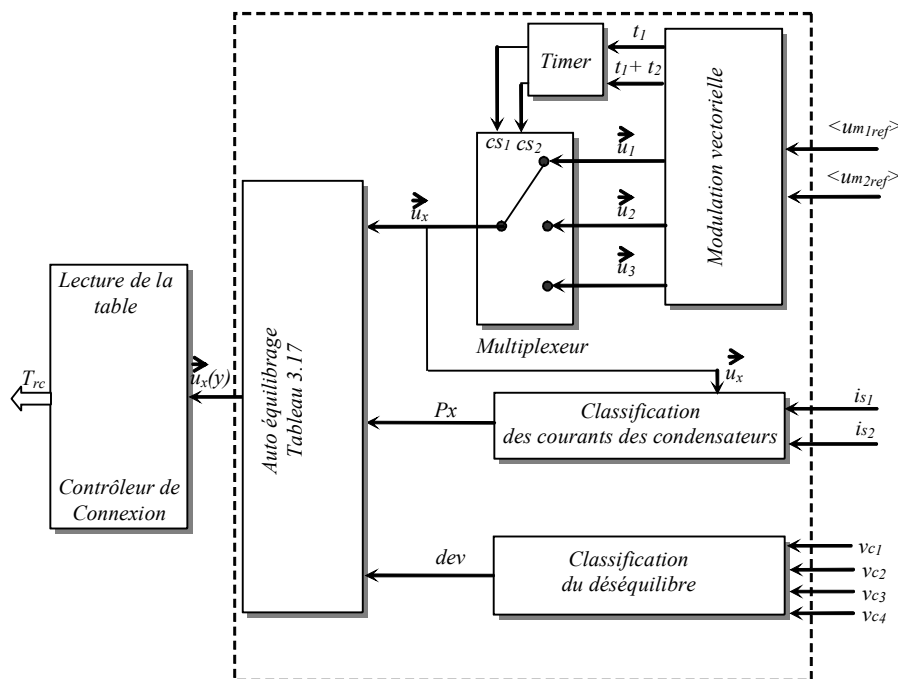 t1
Timer
t1+ t2
cs1
cs2
u1
u2
u3
Modulation vectorielle
<um1ref>
<um2ref>
ux
Multiplexeur
Lecture de la
table
Contrôleur de
Connexion
Trc
ux(y)
Auto équilibrage
Tableau 3.17
ux
Px
Classification
des courants des condensateurs
is1
is2
dev
Classification
du déséquilibre
vc1
vc2
vc3
vc4